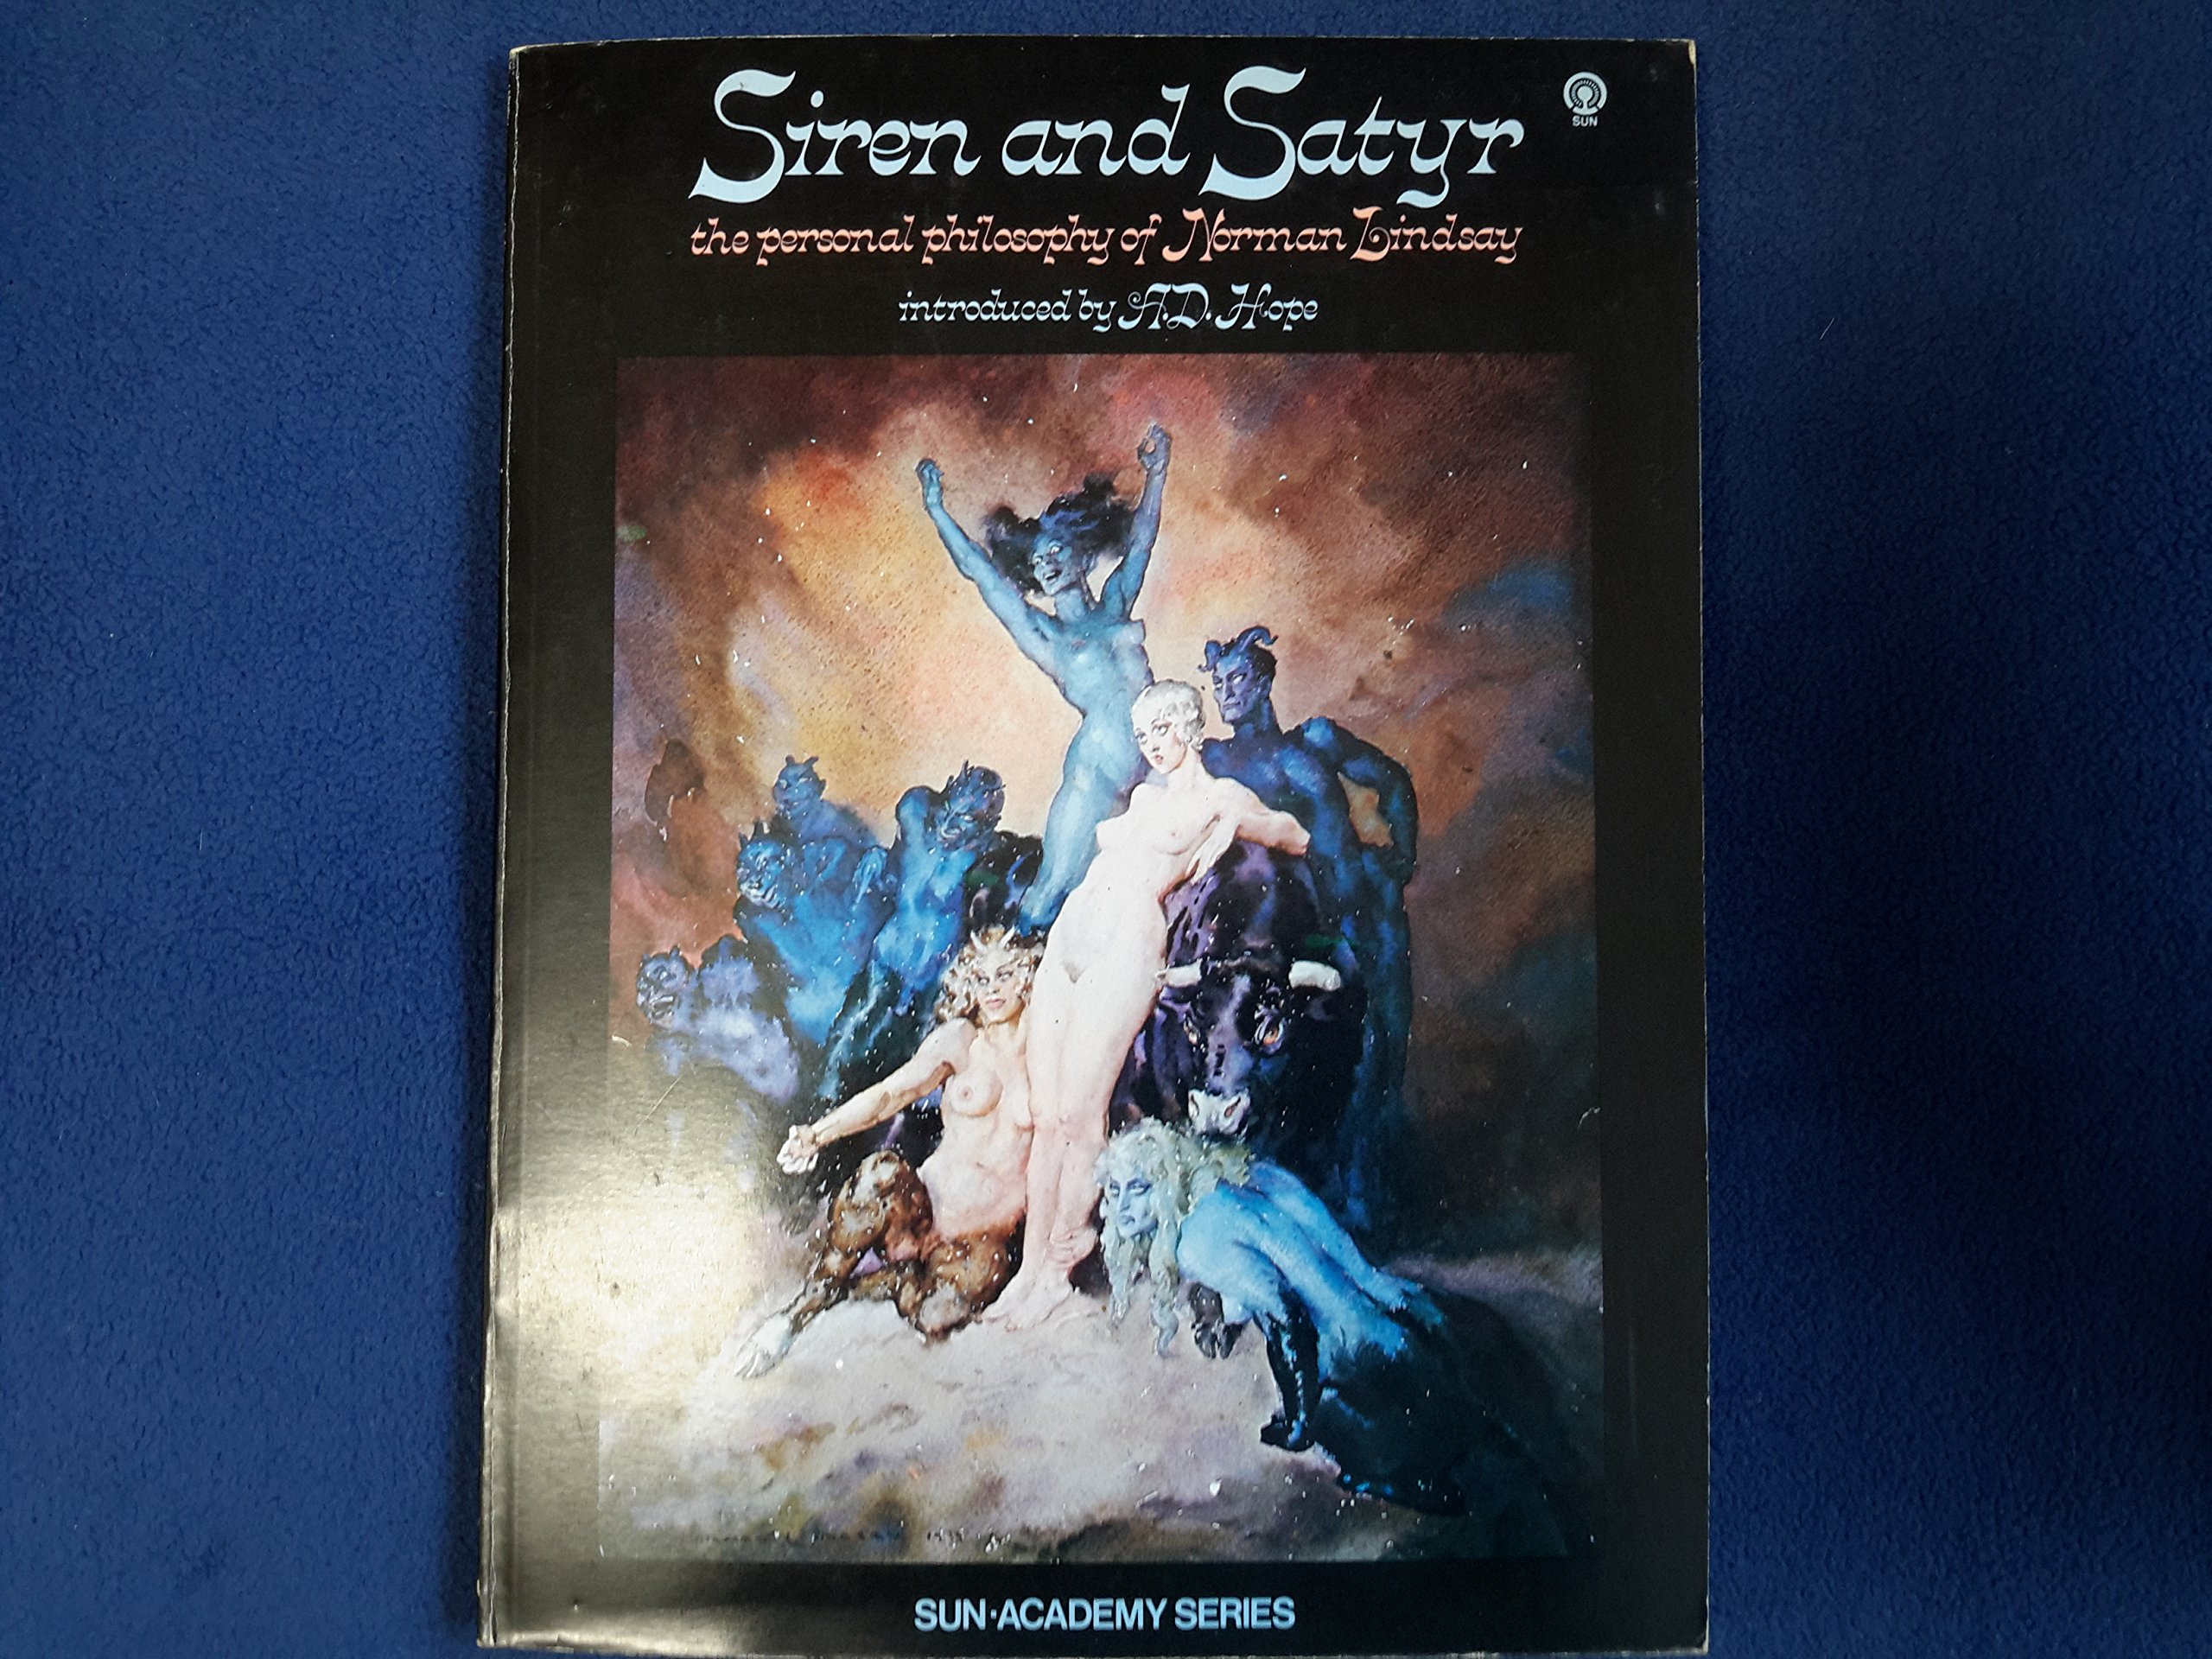 Siren and Satyr
SUN
the personal philosophy of Norman Lindsay
introduced by A.D. Hope
SUN·ACADEMY SERIES